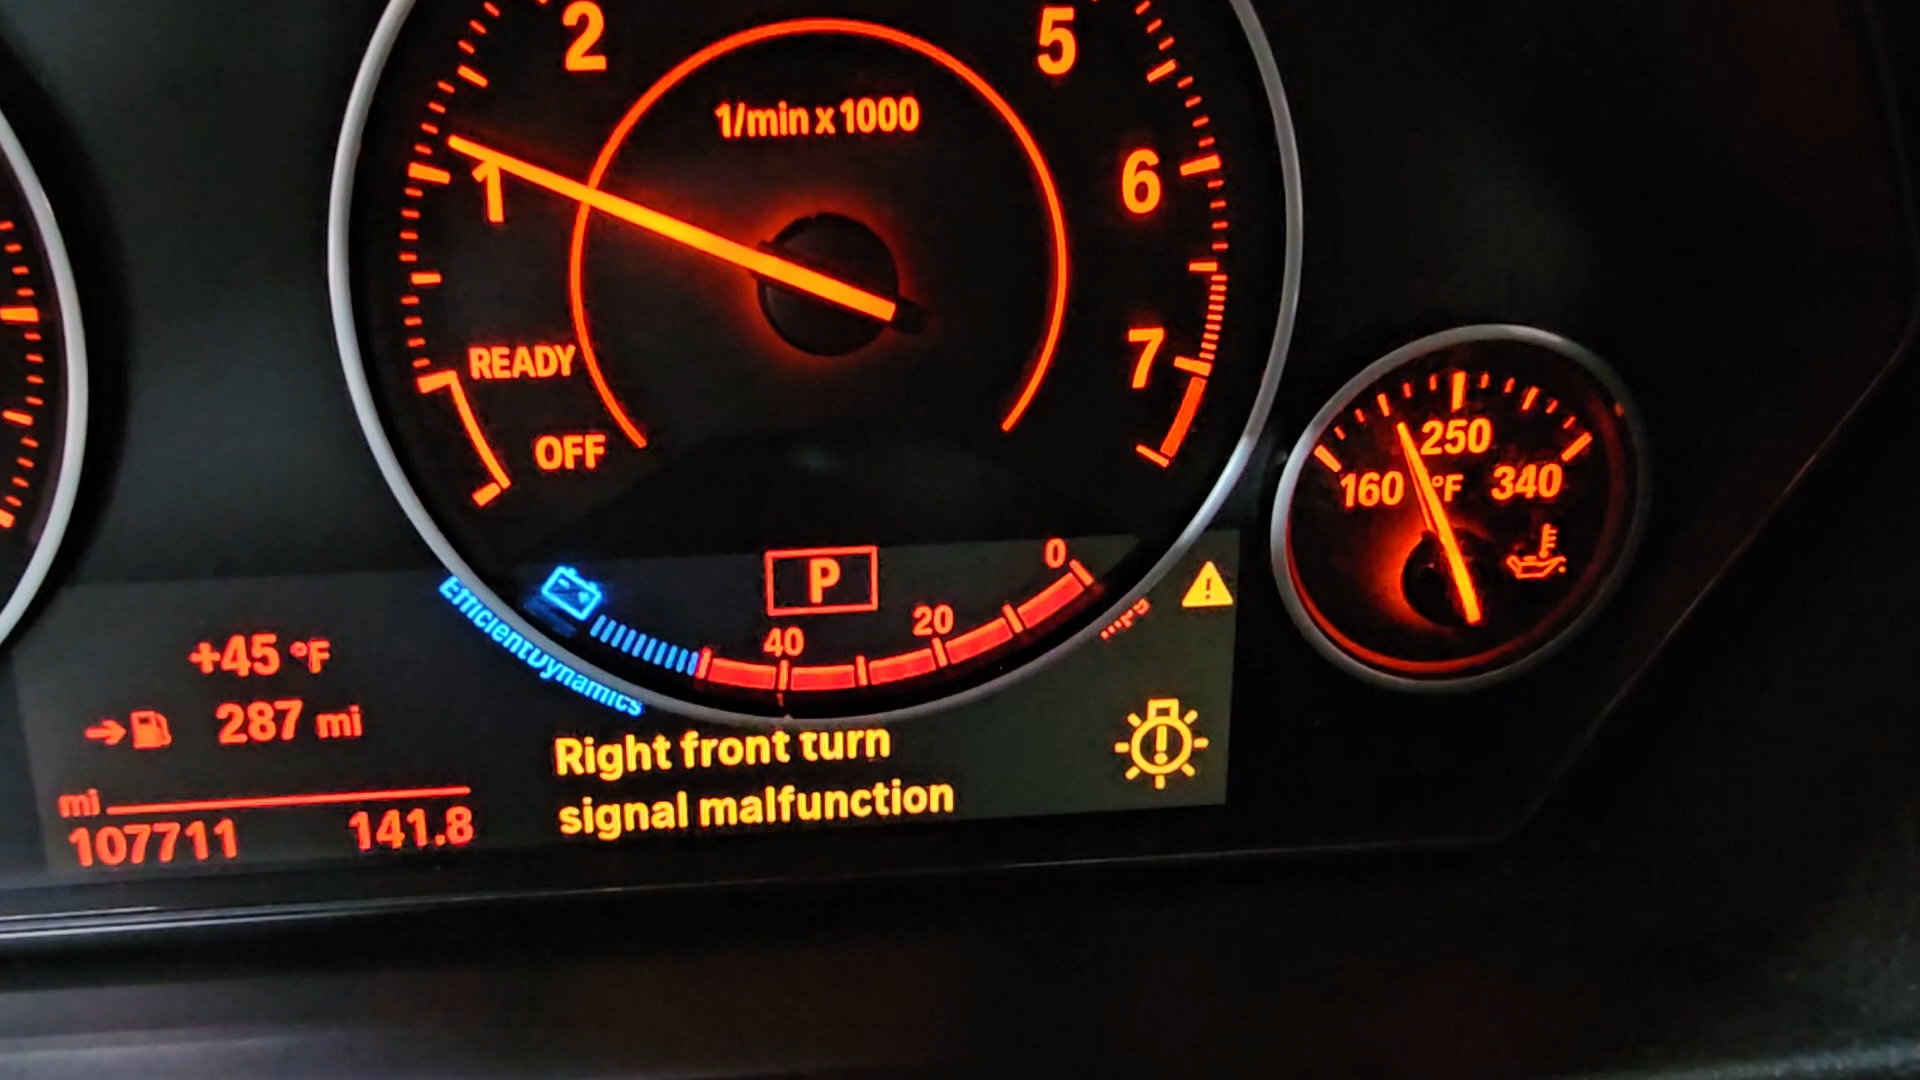 2
5
1/min x 1000
1
6
READY
7
OFF
250
160
°F
340
P
0
20
40
EfficientDynamics
+45 °F
287 mi
Right front turn
signal malfunction
mi
107711
141.8